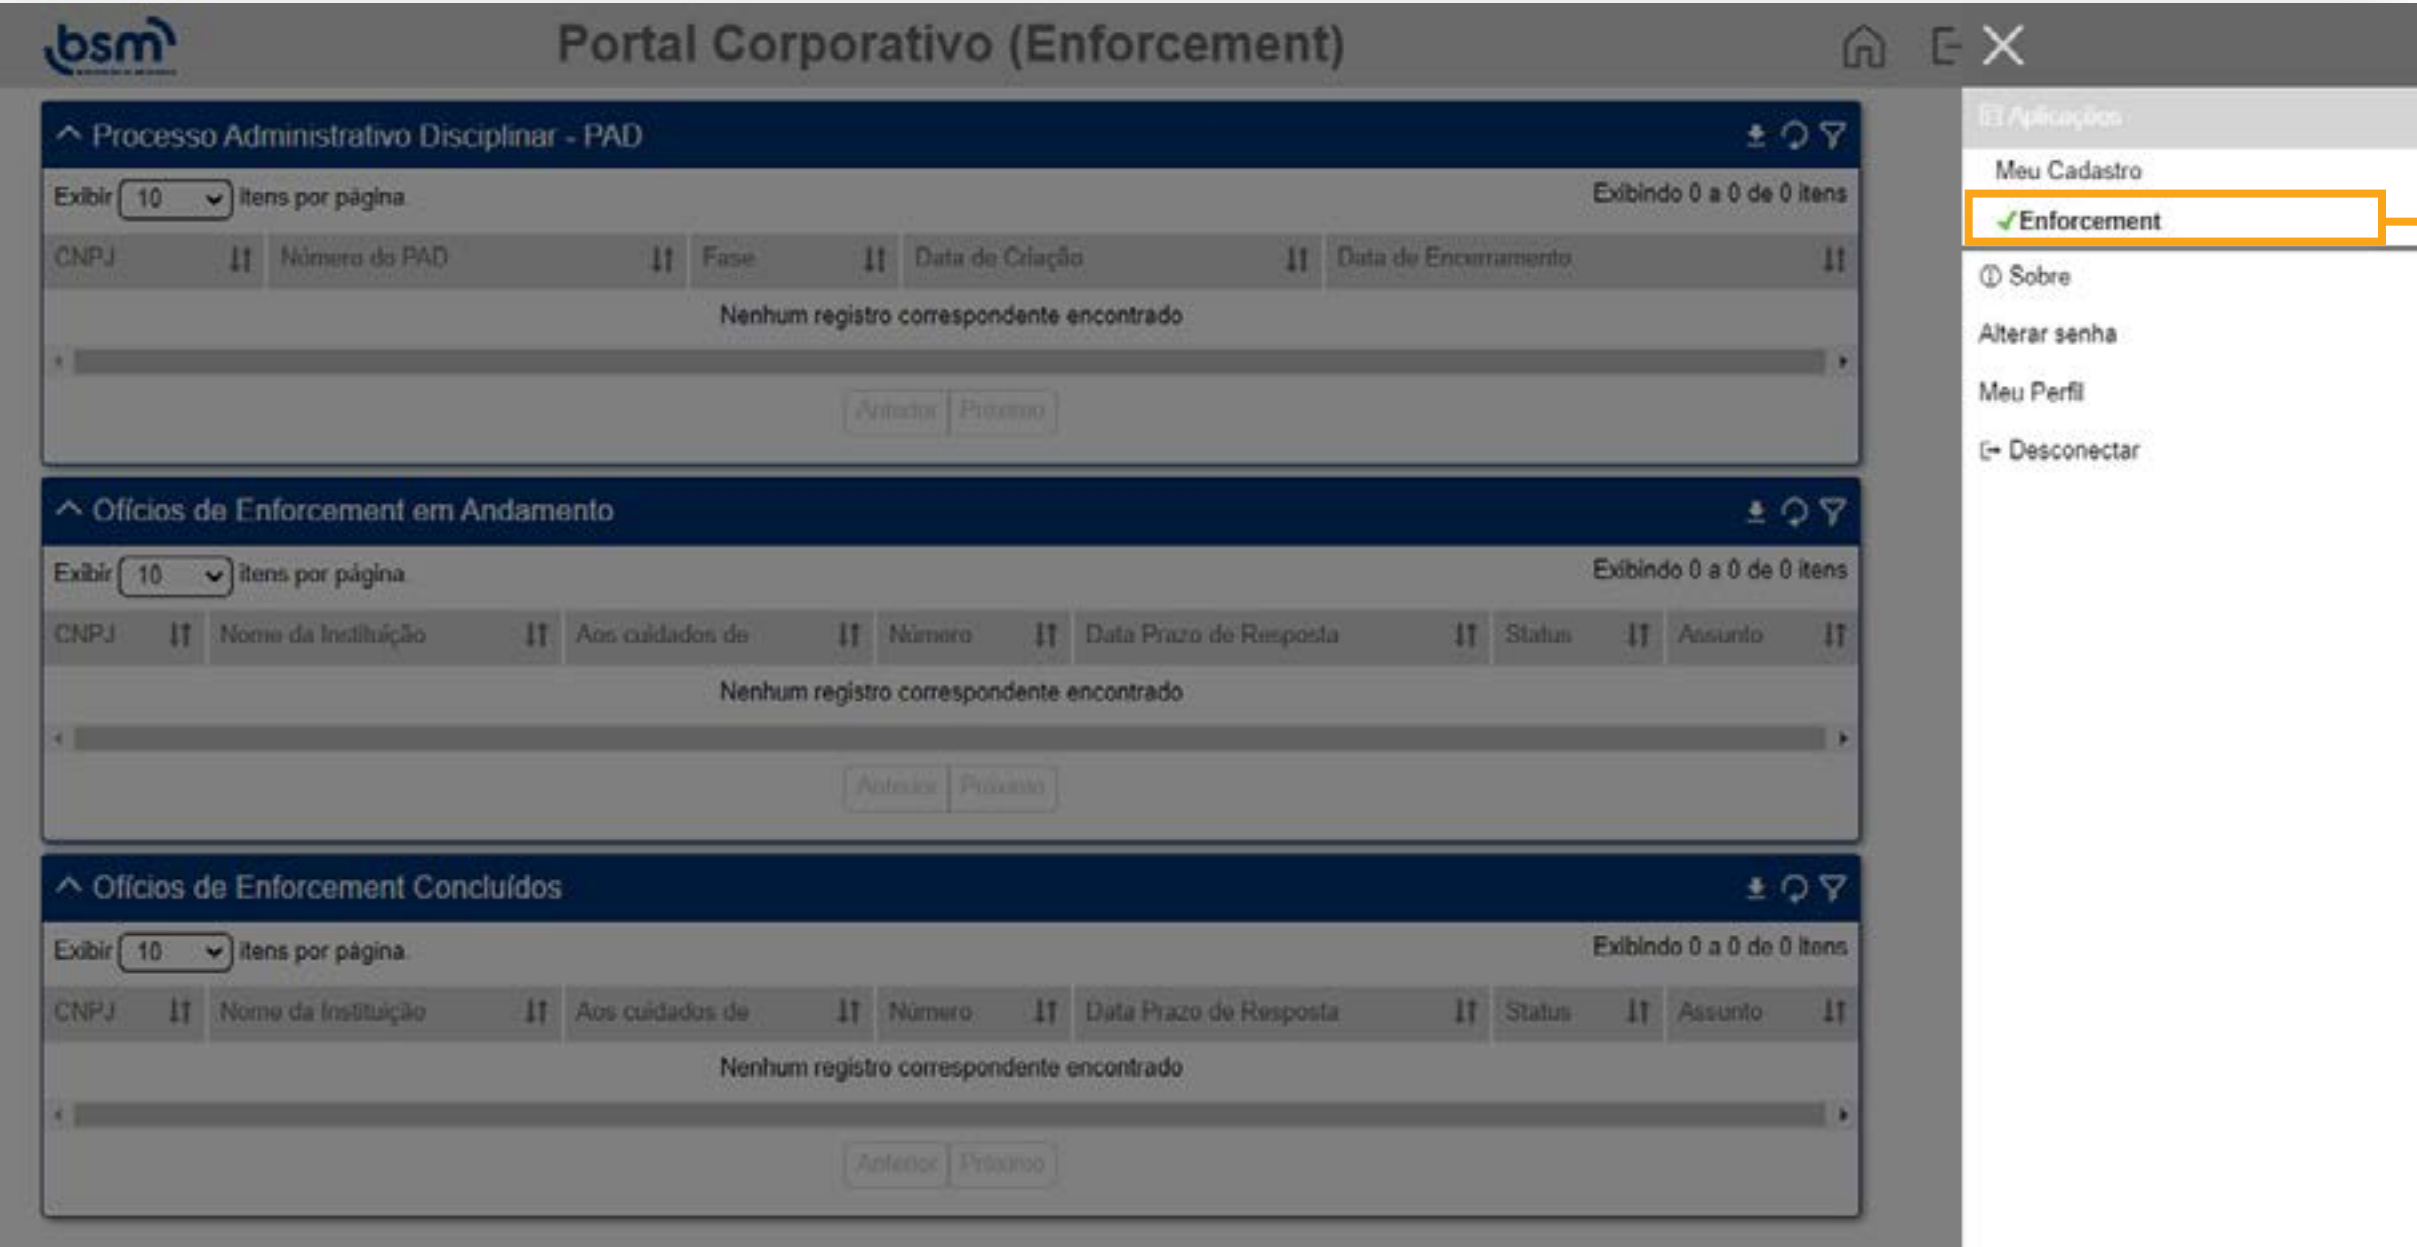 bsm
Portal Corporativo (Enforcement)
Processo Administrativo Disciplinar - PAD
Exibir 10 itens por página
Exibindo 0 a 0 de 0 itens
CNPJ Número do PAD Fase Data de Criação Data de Encerramento
Nenhum registro correspondente encontrado
Anterior Próximo
Ofícios de Enforcement em Andamento
Exibir 10 itens por página
Exibindo 0 a 0 de 0 itens
CNPJ Nome da Instituição Aos cuidados de Número Data Prazo de Resposta Status Assunto
Nenhum registro correspondente encontrado
Anterior Próximo
Ofícios de Enforcement Concluídos
Exibir 10 itens por página
Exibindo 0 a 0 de 0 itens
CNPJ Nome da Instituição Aos cuidados de Número Data Prazo de Resposta Status Assunto
Nenhum registro correspondente encontrado
Anterior Próximo
Aplicações
Meu Cadastro
Enforcement
Sobre
Alterar senha
Meu Perfil
Desconectar